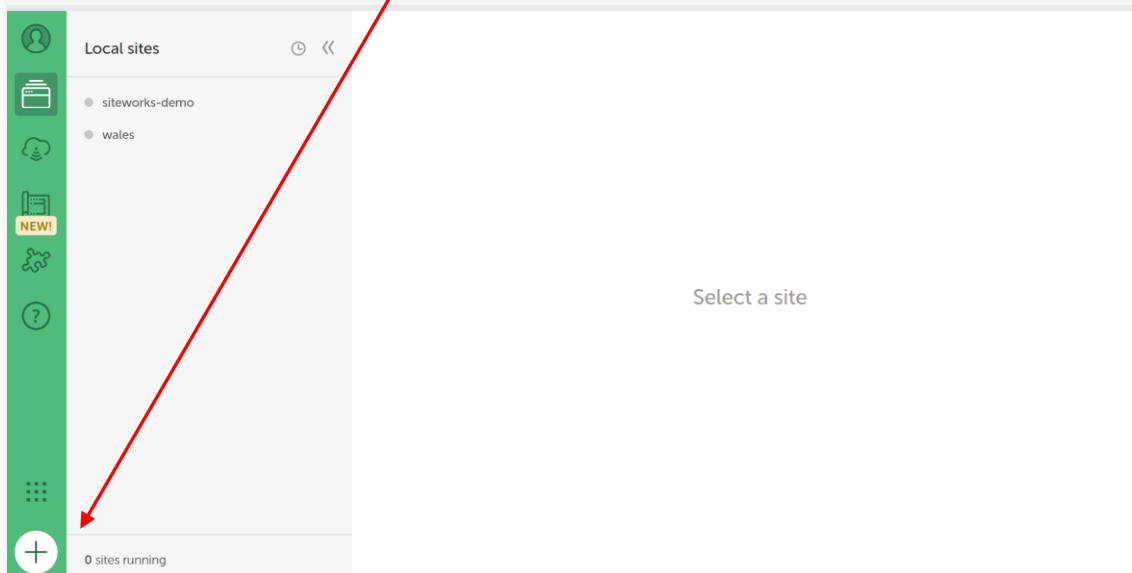 Local sites
siteworks-demo
wales
NEW!
?
Select a site
0 sites running